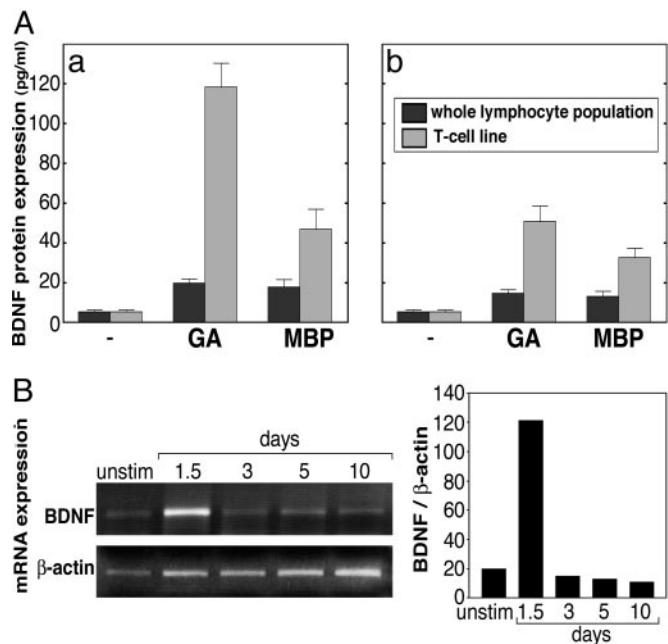 A
BDNF protein expression (pg/ml)
a
120
100
80
60
40
20
0
- GA MBP
b
whole lymphocyte population
T-cell line
- GA MBP
B
mRNA expression
days
unstim 1.5 3 5 10
BDNF
β-actin
BDNF / β-actin
140
120
100
80
60
40
20
0
unstim 1.5 3 5 10
days